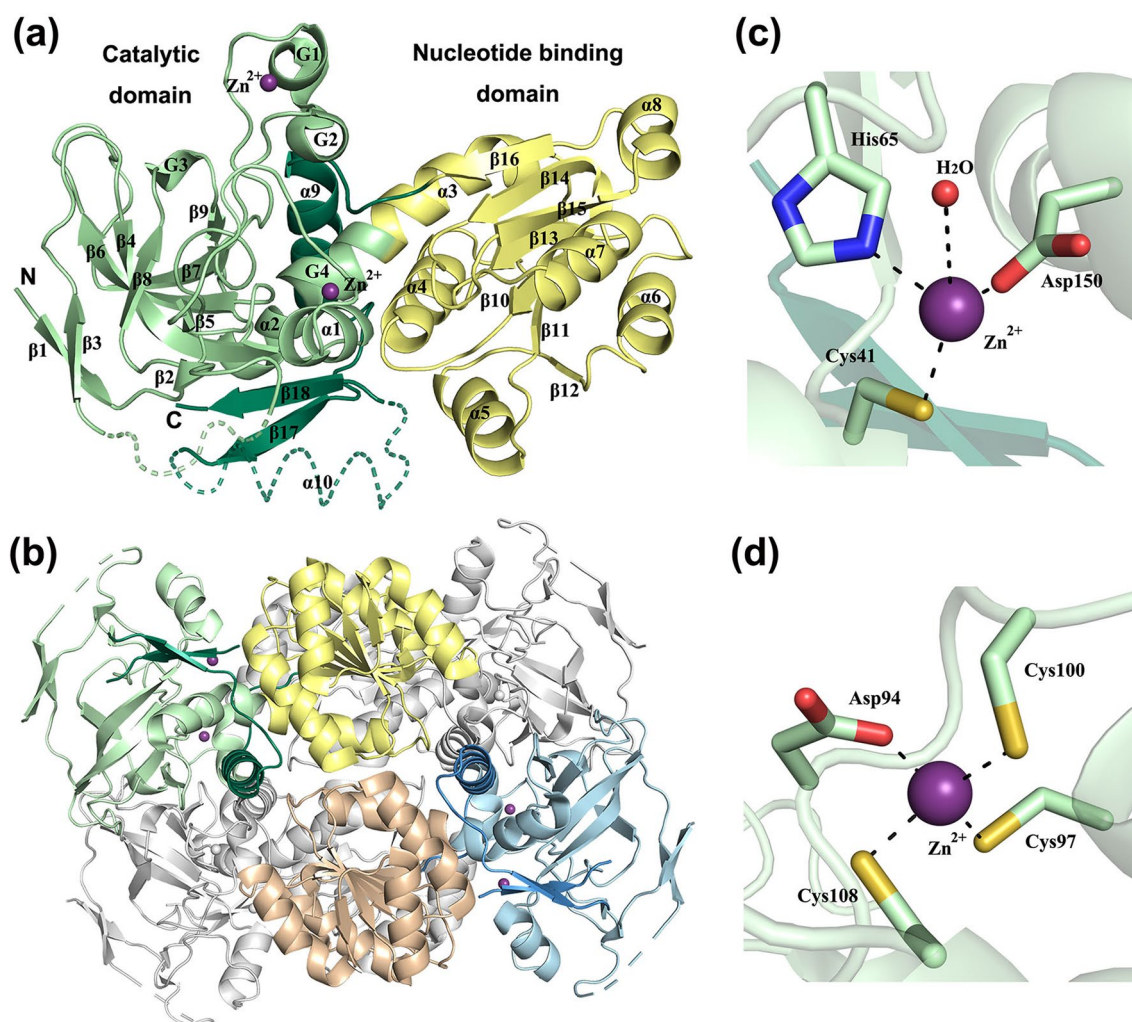 (a)
Catalytic
domain
Nucleotide binding
domain
G1
Zn2+
G2
G3
α9
α3
β16
α8
β14
β15
β13
α7
β9
β4
β6
β7
β8
N
G4
Zn2+
α4
β10
α6
β5
α2
α1
β11
β1
β3
β2
β12
β18
C
β17
α5
α10
(b)
(c)
His65
H2O
Asp150
Zn2+
Cys41
(d)
Cys100
Asp94
Zn2+
Cys97
Cys108